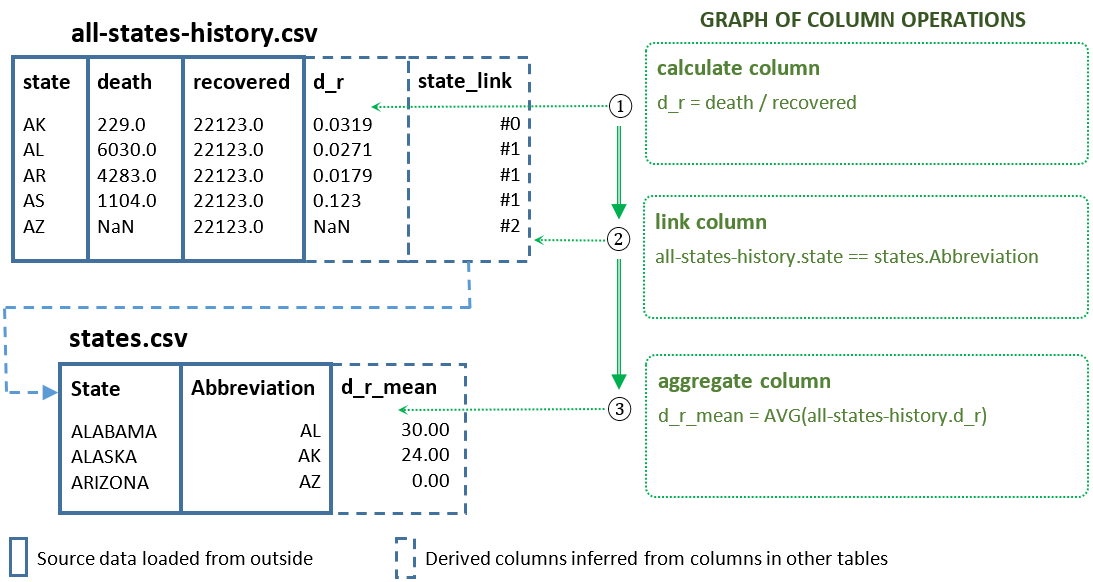 GRAPH OF COLUMN OPERATIONS
all-states-history.csv
state death recovered d_r state_link
AK 229.0 22123.0 0.0319 #0
AL 6030.0 22123.0 0.0271 #1
AR 4283.0 22123.0 0.0179 #1
AS 1104.0 22123.0 0.123 #1
AZ NaN 22123.0 NaN #2
1
calculate column
d_r = death / recovered
2
link column
all-states-history.state == states.Abbreviation
states.csv
State Abbreviation d_r_mean
ALABAMA AL 30.00
ALASKA AK 24.00
ARIZONA AZ 0.00
3
aggregate column
d_r_mean = AVG(all-states-history.d_r)
Source data loaded from outside
Derived columns inferred from columns in other tables